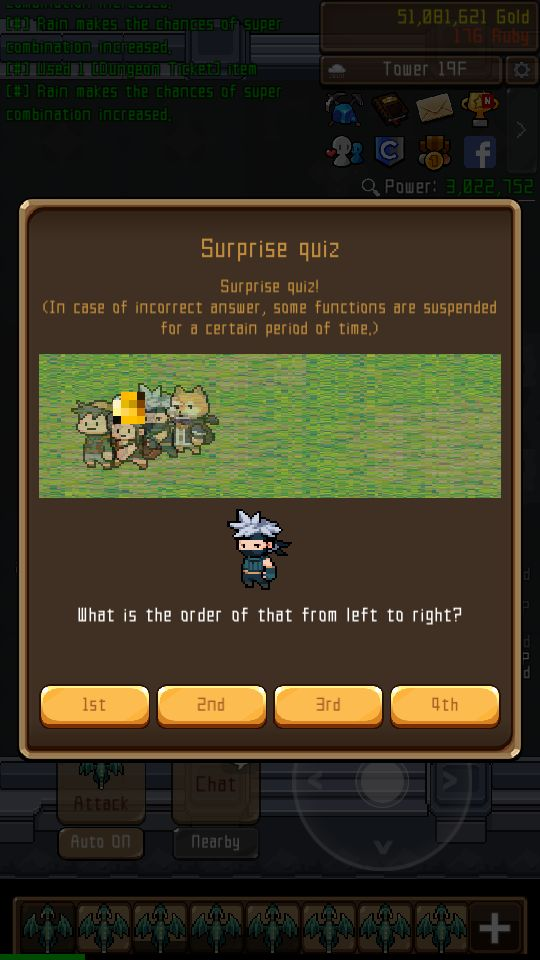 combination increased.
[#] Rain makes the chances of super
combination increased.
[#] Used 1 [Dungeon Ticket] item
[#] Rain makes the chances of super
combination increased.
51,081,621 Gold
176 Ruby
Tower 19F
Power: 3,022,752
Surprise quiz
Surprise quiz!
(In case of incorrect answer, some functions are suspended
for a certain period of time.)
What is the order of that from left to right?
1st
2nd
3rd
4th
Attack
Chat
Auto ON
Nearby